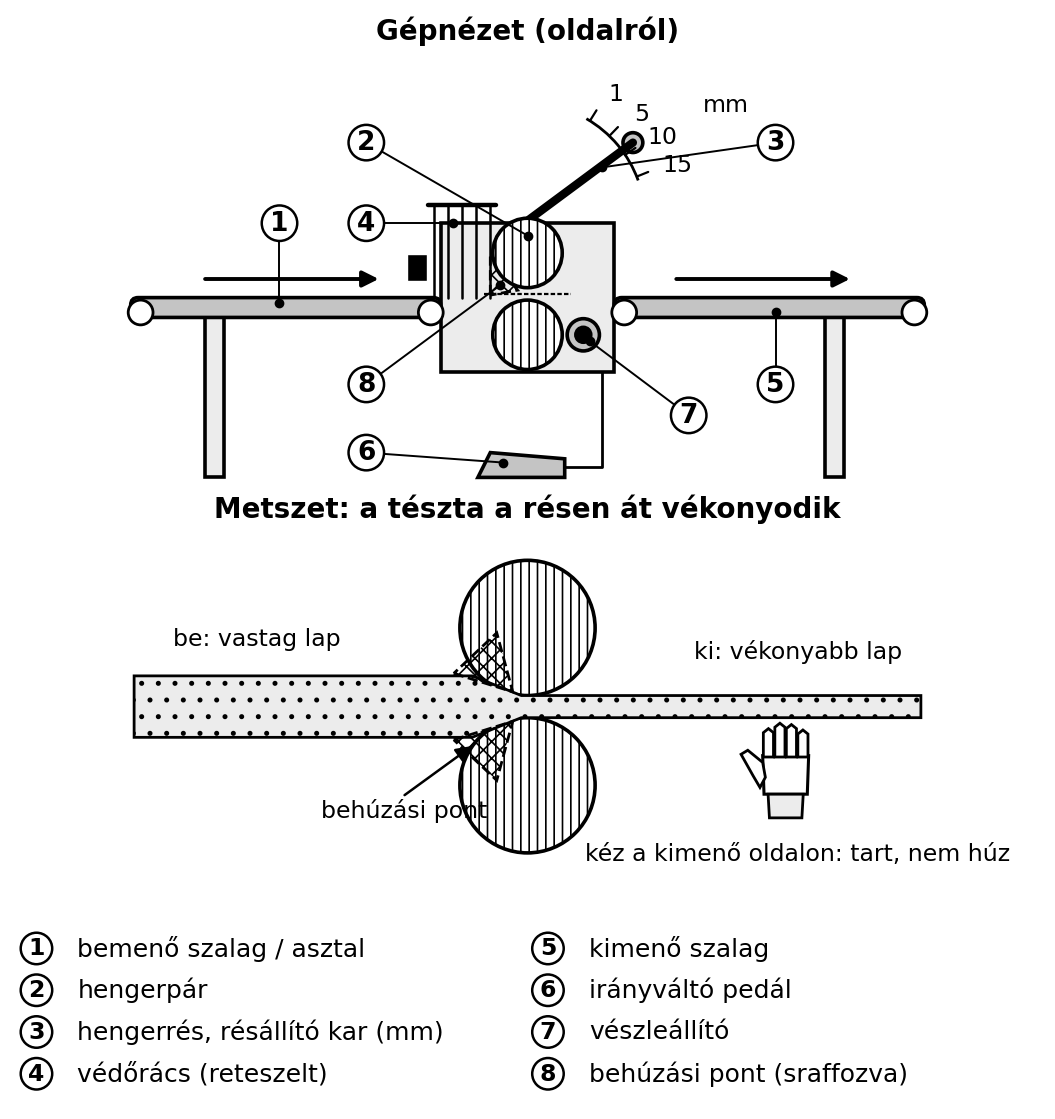 Gépnézet (oldalról)
1
5
mm
10
2
3
15
1
4
8
5
7
6
Metszet: a tészta a résen át vékonyodik
be: vastag lap
ki: vékonyabb lap
behúzási pont
kéz a kimenő oldalon: tart, nem húz
1 bemenő szalag / asztal
2 hengerpár
3 hengerrés, résállító kar (mm)
4 védőrács (reteszelt)
5 kimenő szalag
6 irányváltó pedál
7 vészleállító
8 behúzási pont (sraffozva)